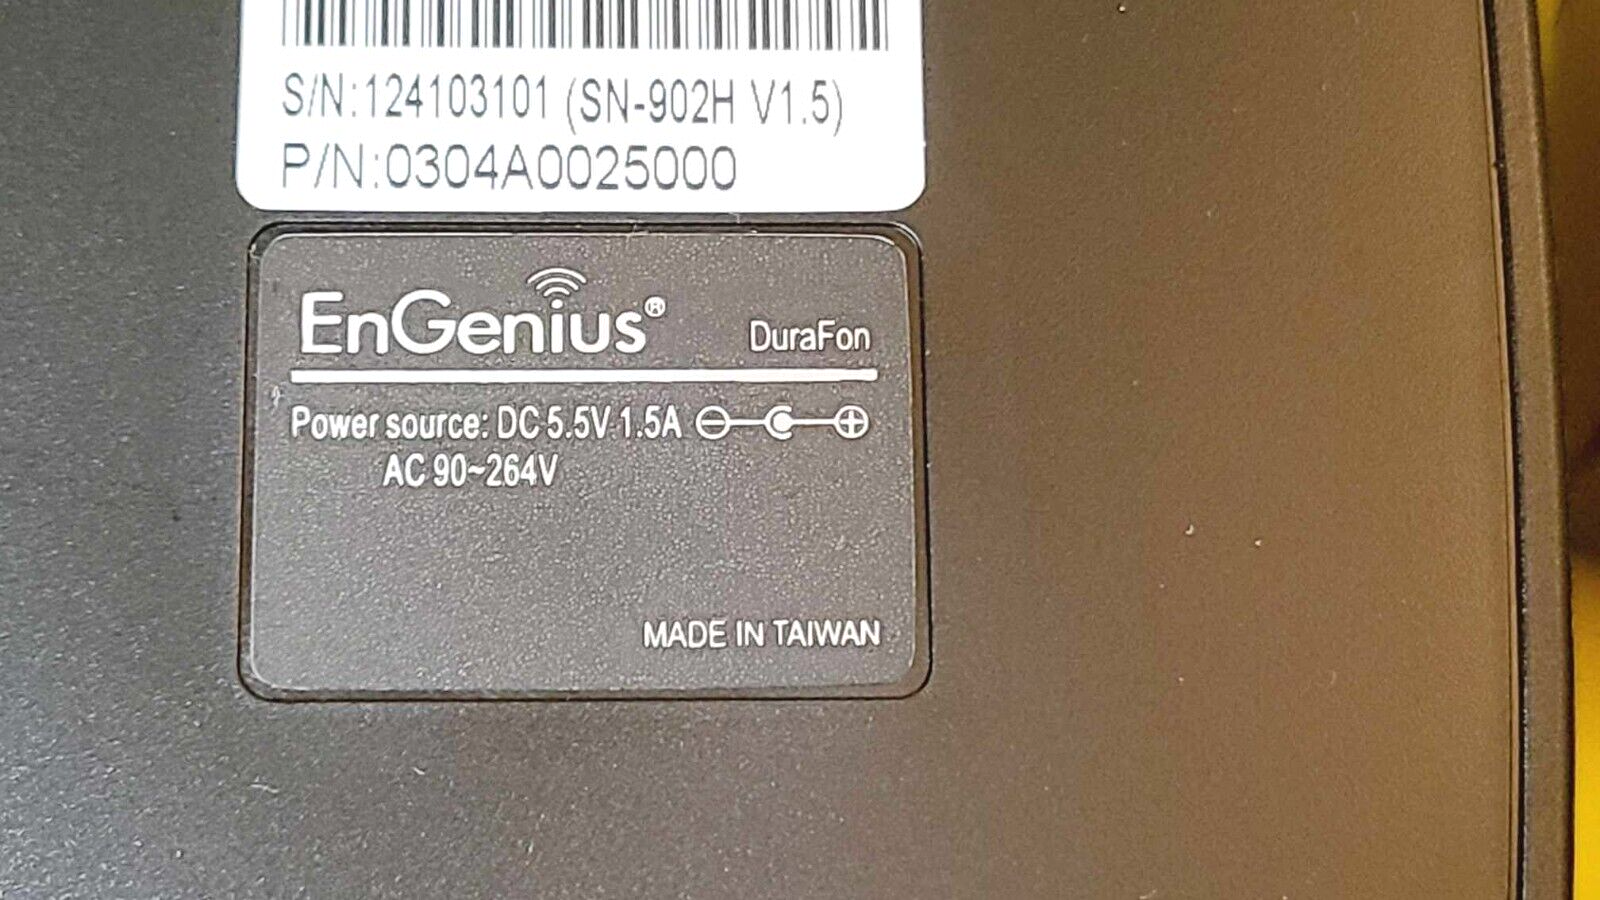 S/N:124103101 (SN-902H V1.5)
P/N:0304A0025000
EnGenius® DuraFon
Power source: DC 5.5V 1.5A
AC 90~264V
MADE IN TAIWAN